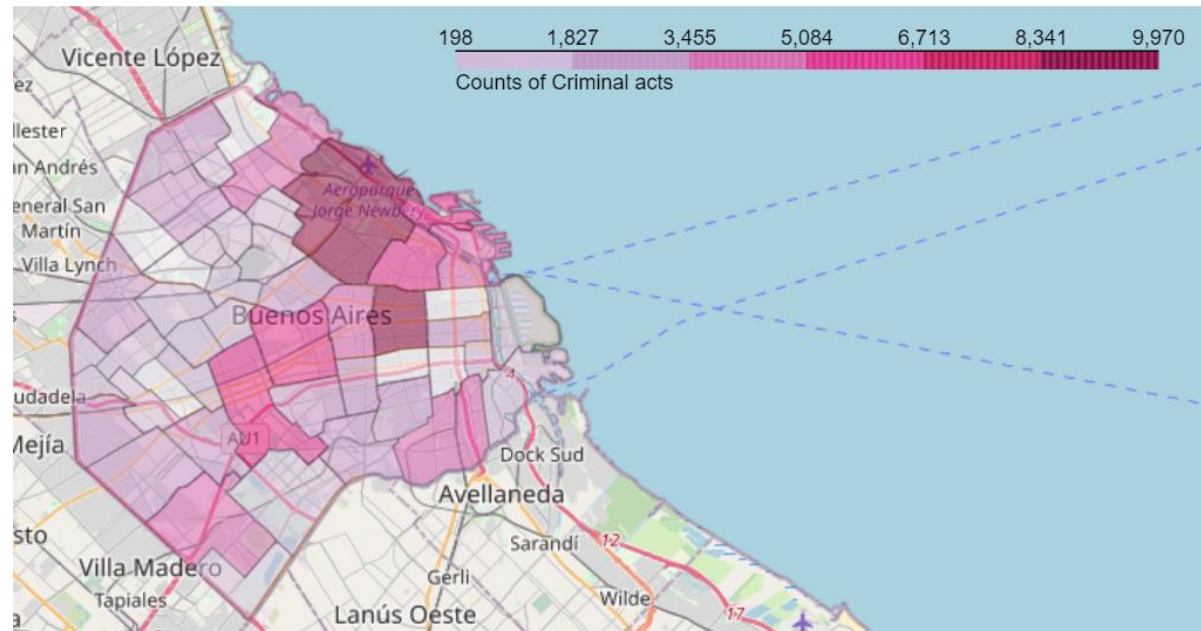 198 1,827 3,455 5,084 6,713 8,341 9,970
Counts of Criminal acts
Vicente López
llester
n Andrés
eneral San
Martín
Villa Lynch
Aeroparque
Jorge Newbery
Buenos Aires
4
iudadela
AU1
Mejía
Dock Sud
Avellaneda
sto
12
Sarandí
Villa Madero
Gerli
Tapiales
Wilde
17
Lanús Oeste